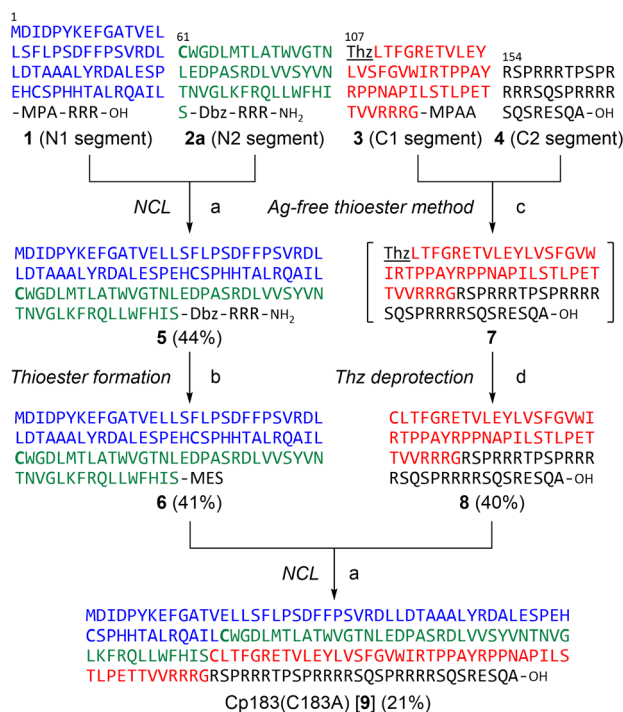 1
MDIDPYKEFGATVEL
LSFLPSDFFPSVRDL
LDTAAALYRDALESP
EHCSPHHTALRQAIL
-MPA-RRR-OH
1 (N1 segment)
61
CWGDLMTLATWVGTN
LEDPASRDLVVSYVN
TNVGLKFRQLLWFHI
S-Dbz-RRR-NH2
2a (N2 segment)
107
ThzLTFGRETVLEY
LVSFGVWIRTPPAY
RPPNAPILSTLPET
TVVRRRG-MPAA
3 (C1 segment)
154
RSPRRRTPSPR
RRRSQSPRRRR
SQSRESQA-OH
4 (C2 segment)
NCL a
Ag-free thioester method c
MDIDPYKEFGATVELLSFLPSDFFPSVRDL
LDTAAALYRDALESPEHCSPHHTALRQAIL
CWGDLMTLATWVGTNLEDPASRDLVVSYVN
TNVGLKFRQLLWFHIS-Dbz-RRR-NH2
5 (44%)
ThzLTFGRETVLEYLVSFGVW
IRTPPAYRPPNAPILSTLPET
TVVRRRGRSPRRRTPSPRRRR
SQSPRRRRSQSRESQA-OH
7
Thioester formation b
Thz deprotection d
MDIDPYKEFGATVELLSFLPSDFFPSVRDL
LDTAAALYRDALESPEHCSPHHTALRQAIL
CWGDLMTLATWVGTNLEDPASRDLVVSYVN
TNVGLKFRQLLWFHIS-MES
6 (41%)
CLTFGRETVLEYLVSFGVWI
RTPPAYRPPNAPILSTLPET
TVVRRRGRSPRRRTPSPRRR
RSQSPRRRRSQSRESQA-OH
8 (40%)
NCL a
MDIDPYKEFGATVELLSFLPSDFFPSVRDLLDTAAALYRDALESPEH
CSPHHTALRQAILCWGDLMTLATWVGTNLEDPASRDLVVSYVNTNVG
LKFRQLLWFHISCLTFGRETVLEYLVSFGVWIRTPPAYRPPNAPILS
TLPETTVVRRRGRSPRRRTPSPRRRRSQSPRRRRSQSRESQA-OH
Cp183(C183A) [9] (21%)